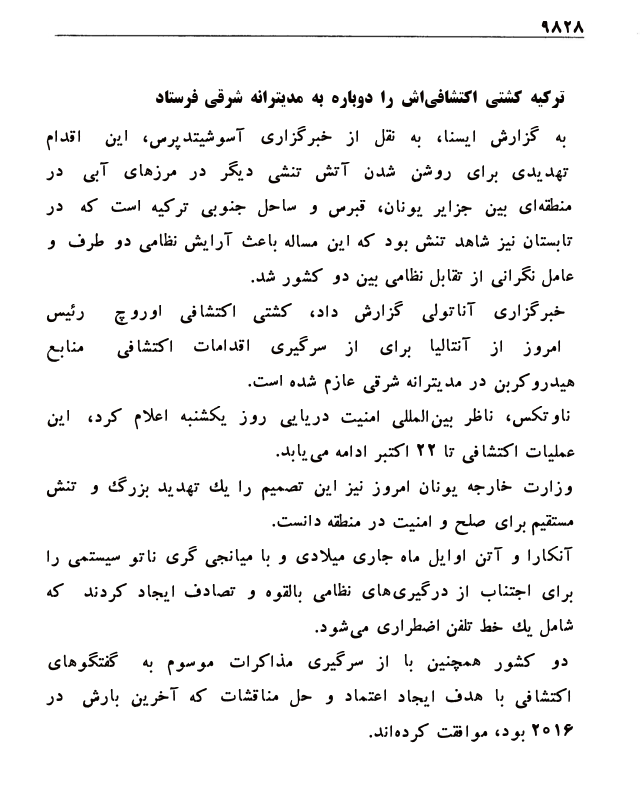 ۹۸۲۸
ترکیه کشتی اکتشافی‌اش را دوباره به مدیترانه شرقی فرستاد
به گزارش ایسنا، به نقل از خبرگزاری آسوشیتدپرس، این اقدام
تهدیدی برای روشن شدن آتش تنشی دیگر در مرزهای آبی در
منطقه‌ای بین جزایر یونان، قبرس و ساحل جنوبی ترکیه است که در
تابستان نیز شاهد تنش بود که این مساله باعث آرایش نظامی دو طرف و
عامل نگرانی از تقابل نظامی بین دو کشور شد.
خبرگزاری آناتولی گزارش داد، کشتی اکتشافی اوروچ رئیس
امروز از آنتالیا برای از سرگیری اقدامات اکتشافی منابع
هیدروکربن در مدیترانه شرقی عازم شده است.
ناوتکس، ناظر بین‌المللی امنیت دریایی روز یکشنبه اعلام کرد، این
عملیات اکتشافی تا ۲۲ اکتبر ادامه می‌یابد.
وزارت خارجه یونان امروز نیز این تصمیم را یك تهدید بزرگ و تنش
مستقیم برای صلح و امنیت در منطقه دانست.
آنکارا و آتن اوایل ماه جاری میلادی و با میانجی گری ناتو سیستمی را
برای اجتناب از درگیری‌های نظامی بالقوه و تصادف ایجاد کردند که
شامل یك خط تلفن اضطراری می‌شود.
دو کشور همچنین با از سرگیری مذاکرات موسوم به گفتگوهای
اکتشافی با هدف ایجاد اعتماد و حل مناقشات که آخرین بارش در
۲۰۱۶ بود، موافقت کرده‌اند.